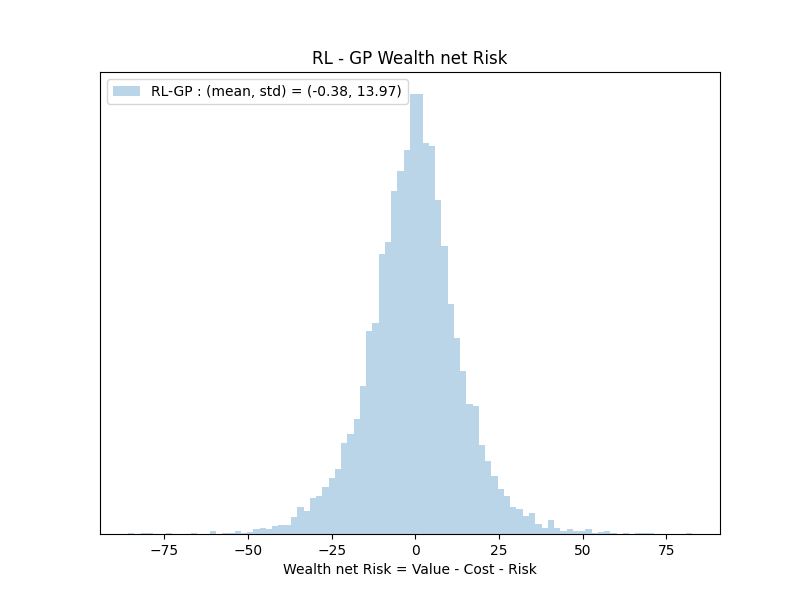 RL - GP Wealth net Risk
RL-GP : (mean, std) = (-0.38, 13.97)
−75 −50 −25 0 25 50 75
Wealth net Risk = Value - Cost - Risk